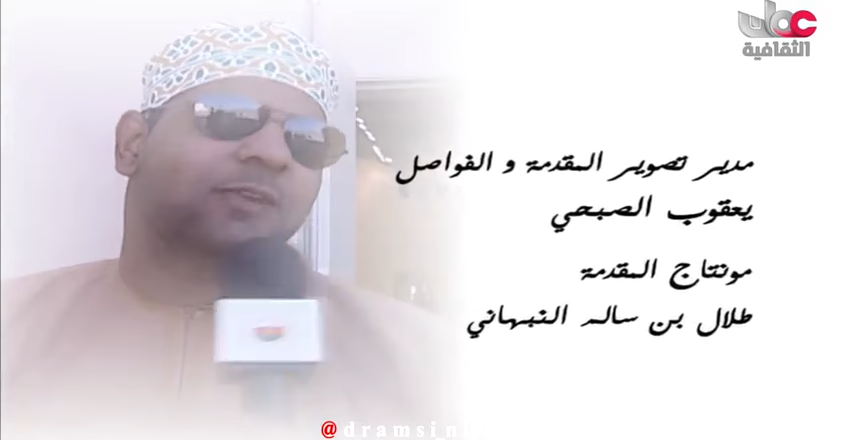 الثقافية
مدير تصوير المقدمة و الفواصل
يعقوب الصبحي
مونتاج المقدمة
طلال بن سالم النبهاني